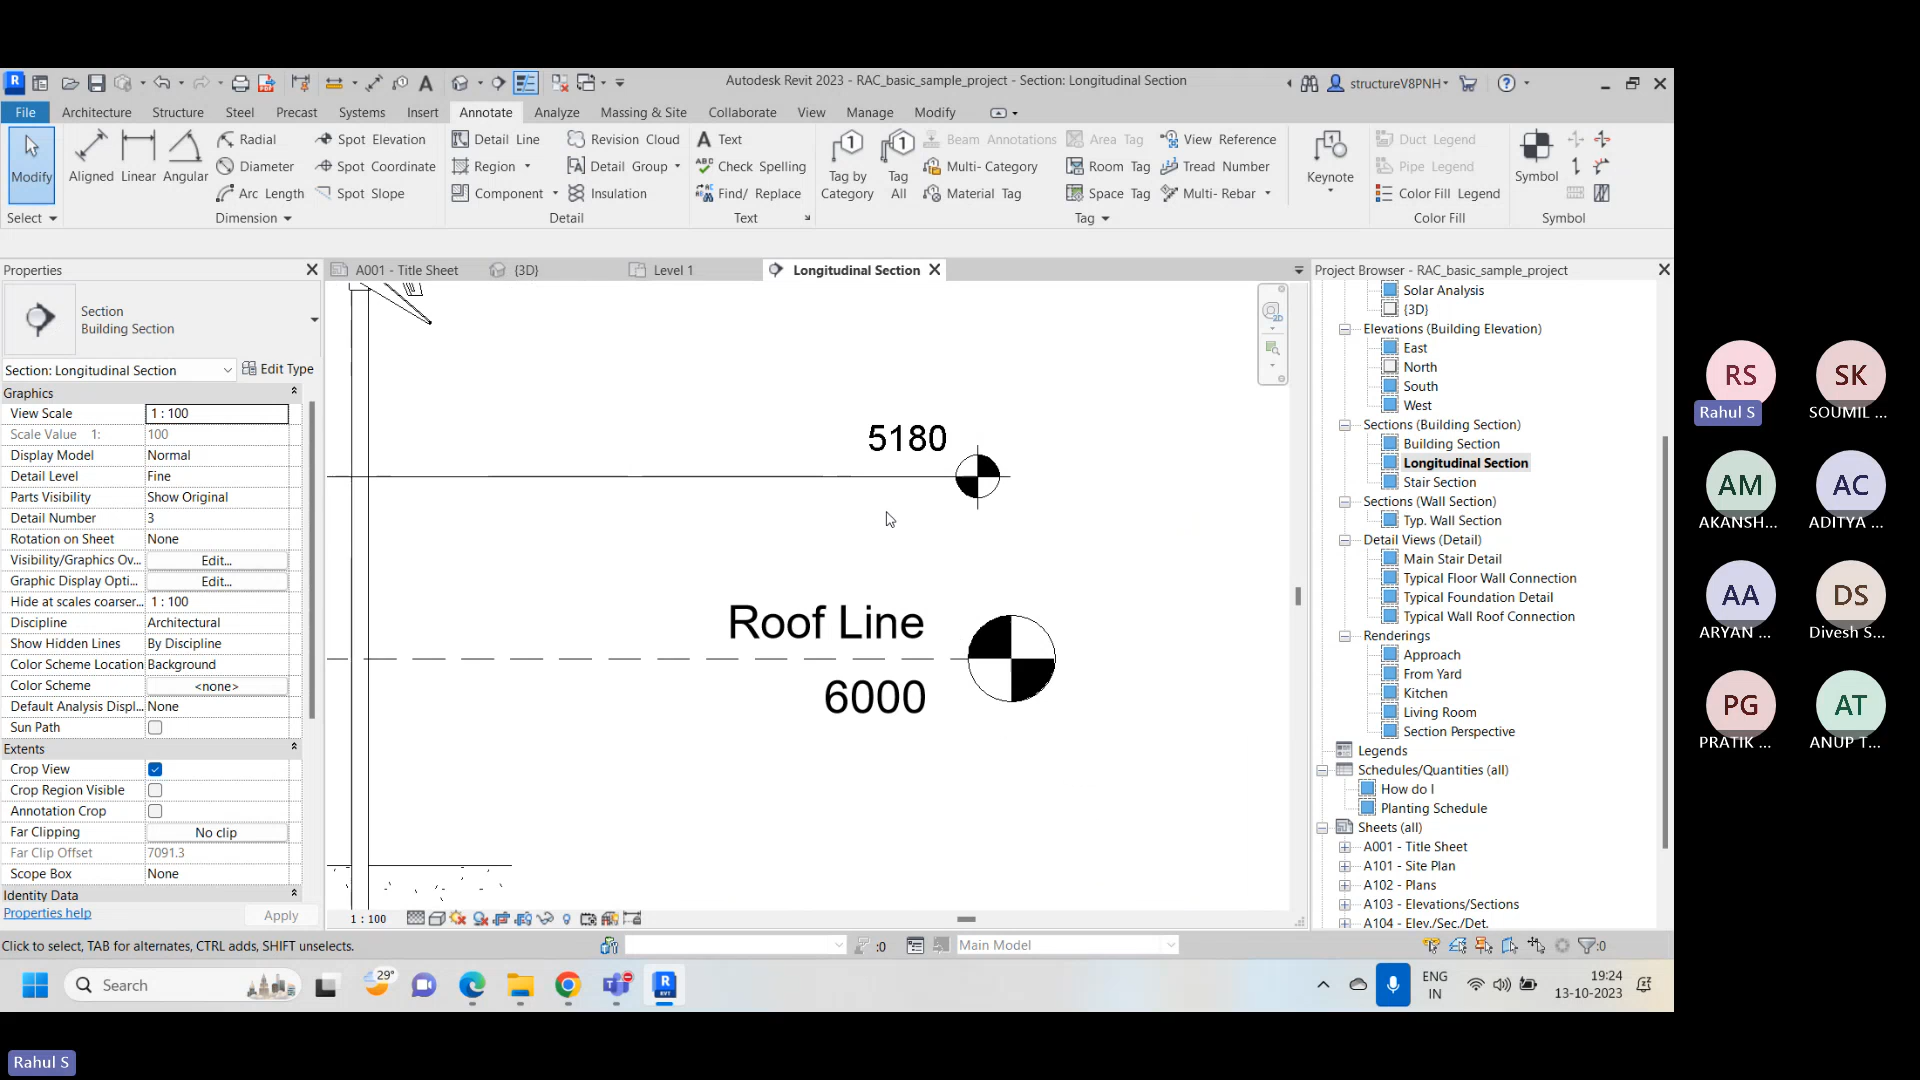 Autodesk Revit 2023 - RAC_basic_sample_project - Section: Longitudinal Section
structureV8PNH
File Architecture Structure Steel Precast Systems Insert Annotate Analyze Massing & Site Collaborate View Manage Modify
Modify
Select
Aligned Linear Angular
Radial
Diameter
Arc Length
Spot Elevation
Spot Coordinate
Spot Slope
Dimension
Detail Line
Region
Component
Revision Cloud
Detail Group
Insulation
Detail
Text
Check Spelling
Find/ Replace
Text
Tag by Category
Tag All
Beam Annotations
Multi- Category
Material Tag
Area Tag
Room Tag
Space Tag
View Reference
Tread Number
Multi- Rebar
Tag
Keynote
Duct Legend
Pipe Legend
Color Fill Legend
Color Fill
Symbol
Symbol
Properties
Section
Building Section
Section: Longitudinal Section
Edit Type
Graphics
View Scale 1 : 100
Scale Value 1: 100
Display Model Normal
Detail Level Fine
Parts Visibility Show Original
Detail Number 3
Rotation on Sheet None
Visibility/Graphics Ov... Edit...
Graphic Display Opti... Edit...
Hide at scales coarser... 1 : 100
Discipline Architectural
Show Hidden Lines By Discipline
Color Scheme Location Background
Color Scheme <none>
Default Analysis Displ... None
Sun Path
Extents
Crop View
Crop Region Visible
Annotation Crop
Far Clipping No clip
Far Clip Offset 7091.3
Scope Box None
Identity Data
Properties help
Apply
A001 - Title Sheet {3D} Level 1 Longitudinal Section
5180
Roof Line
6000
1 : 100
Project Browser - RAC_basic_sample_project
Solar Analysis
{3D}
Elevations (Building Elevation)
East
North
South
West
Sections (Building Section)
Building Section
Longitudinal Section
Stair Section
Sections (Wall Section)
Typ. Wall Section
Detail Views (Detail)
Main Stair Detail
Typical Floor Wall Connection
Typical Foundation Detail
Typical Wall Roof Connection
Renderings
Approach
From Yard
Kitchen
Living Room
Section Perspective
Legends
Schedules/Quantities (all)
How do I
Planting Schedule
Sheets (all)
A001 - Title Sheet
A101 - Site Plan
A102 - Plans
A103 - Elevations/Sections
A104 - Elev./Sec./Det.
Click to select, TAB for alternates, CTRL adds, SHIFT unselects.
:0
Main Model
:0
Search
29°
ENG
IN
19:24
13-10-2023
RS
Rahul S
SK
SOUMIL ...
AM
AKANSH...
AC
ADITYA ...
AA
ARYAN ...
DS
Divesh S...
PG
PRATIK ...
AT
ANUP T...
Rahul S